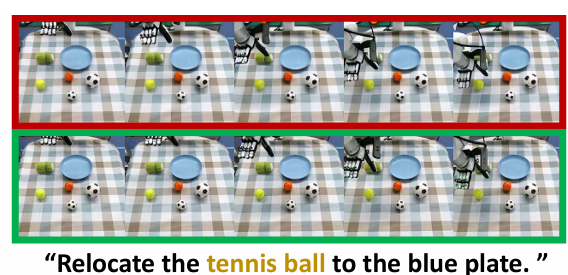 “Relocate the tennis ball to the blue plate. ”